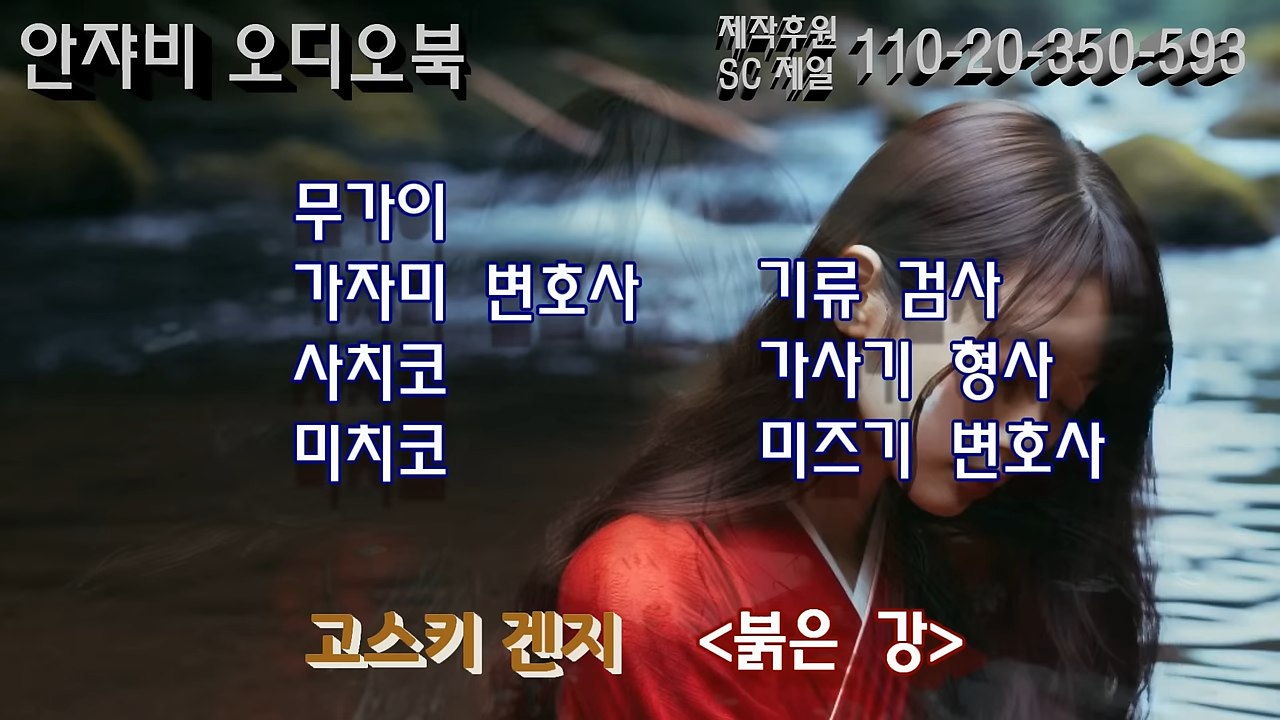 안쟈비 오디오북
제작후원
SC 제일
110-20-350-593
무가이
가자미 변호사
사치코
미치코
기류 검사
가사기 형사
미즈기 변호사
고스키 겐지
<붉은 강>